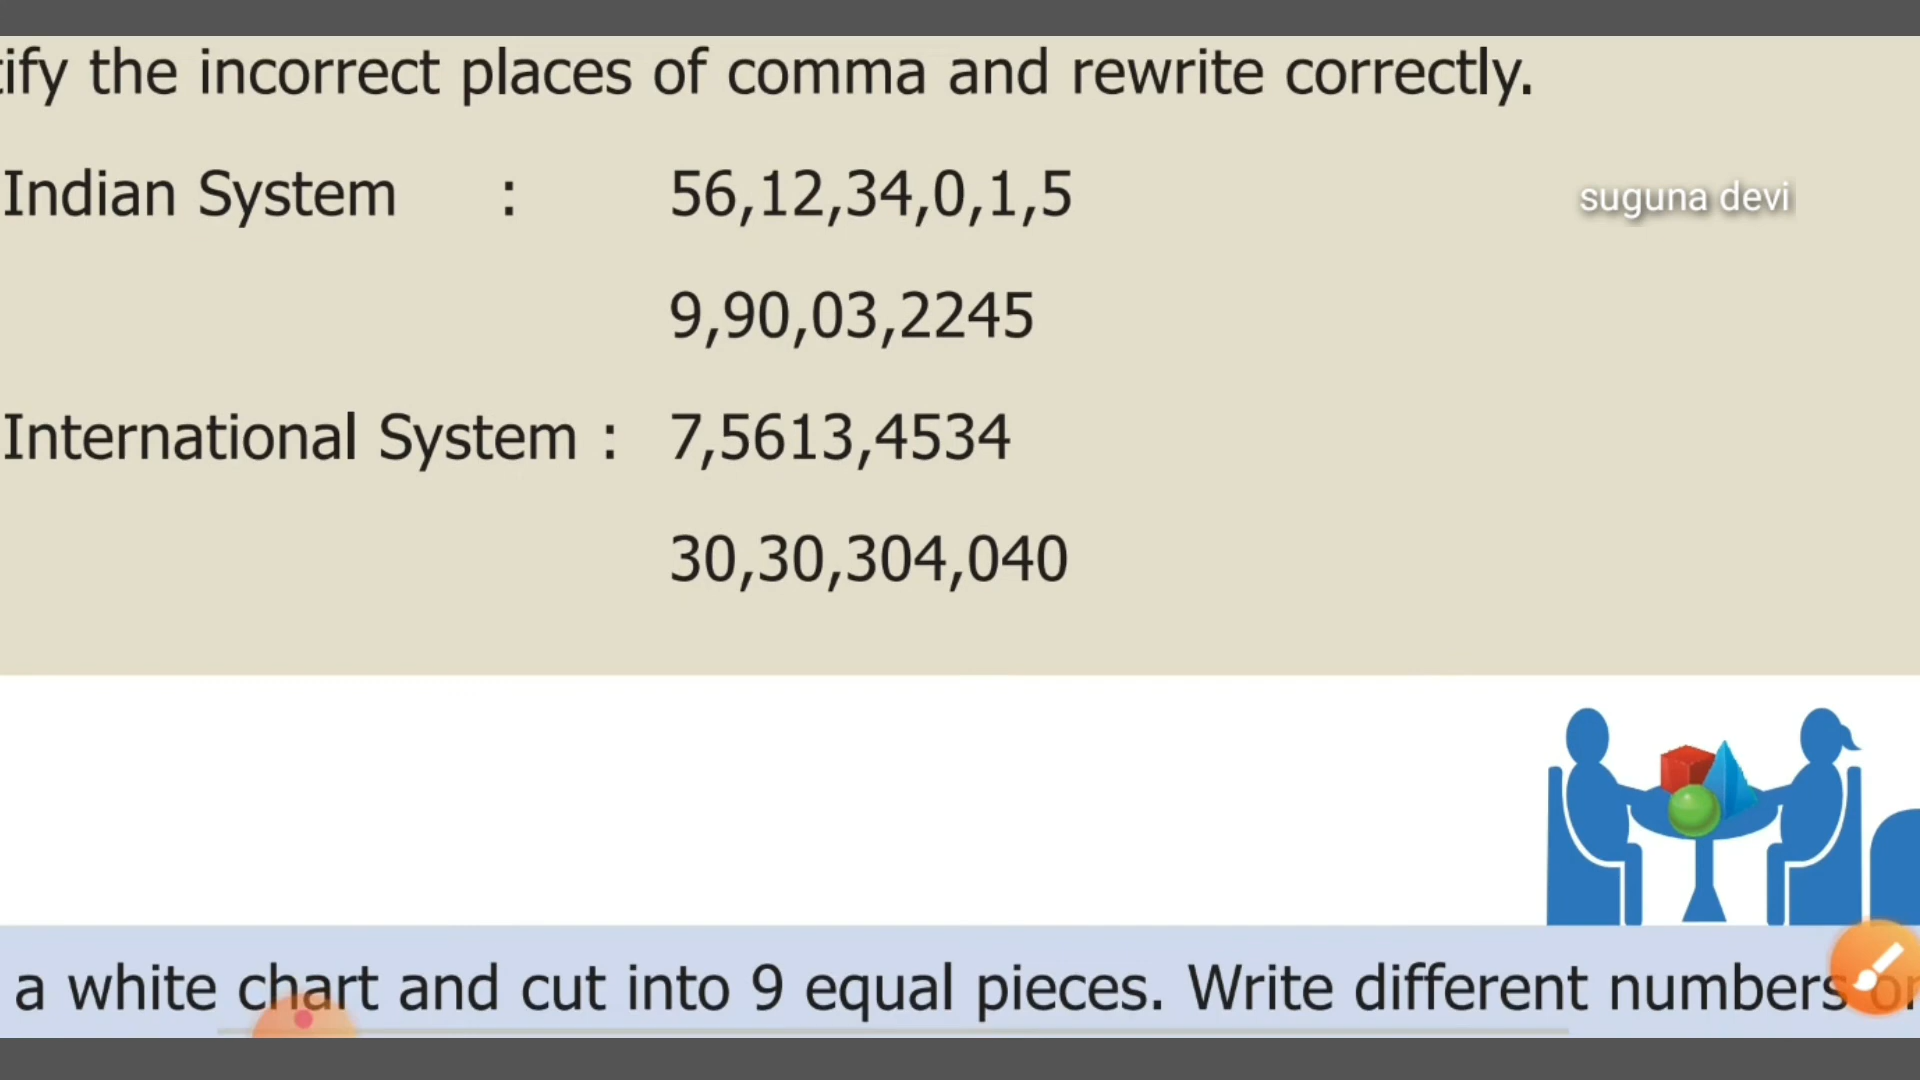 the incorrect places of comma and rewrite correctly.
Indian System : 56,12,34,0,1,5
suguna devi
9,90,03,2245
International System : 7,5613,4534
30,30,304,040
a white chart and cut into 9 equal pieces. Write different numbers